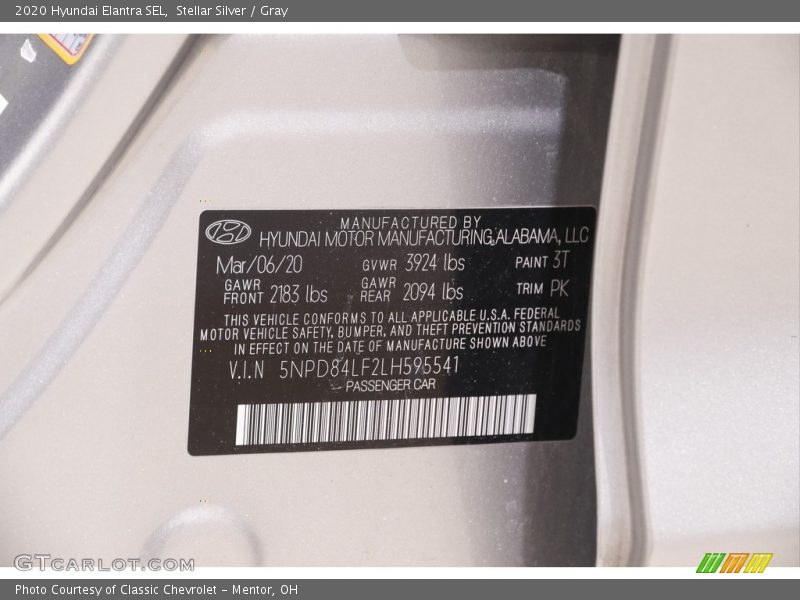 2020 Hyundai Elantra SEL, Stellar Silver / Gray
MANUFACTURED BY
HYUNDAI MOTOR MANUFACTURING,ALABAMA, LLC
Mar/06/20 GVWR 3924 lbs PAINT 3T
GAWR FRONT 2183 lbs GAWR REAR 2094 lbs TRIM PK
THIS VEHICLE CONFORMS TO ALL APPLICABLE U.S.A. FEDERAL
MOTOR VEHICLE SAFETY, BUMPER, AND THEFT PREVENTION STANDARDS
IN EFFECT ON THE DATE OF MANUFACTURE SHOWN ABOVE
V.I.N 5NPD84LF2LH595541
PASSENGER CAR
GTCARLOT.COM
Photo Courtesy of Classic Chevrolet - Mentor, OH